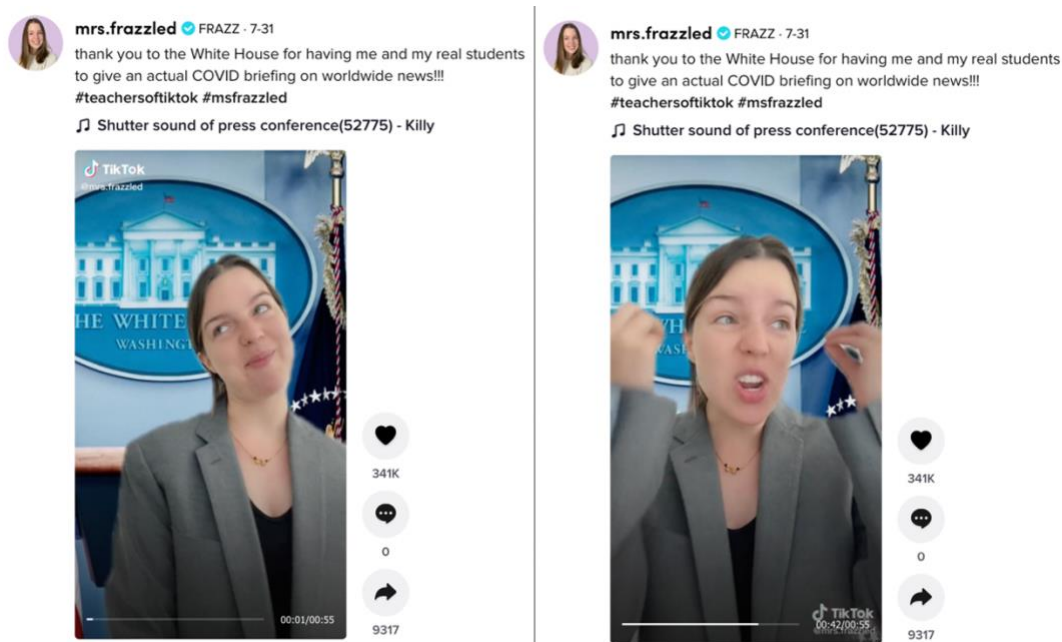 mrs.frazzled FRAZZ · 7-31
thank you to the White House for having me and my real students
to give an actual COVID briefing on worldwide news!!!
#teachersoftiktok #msfrazzled
Shutter sound of press conference(52775) - Killy
TikTok
@mrs.frazzled
HE WHITE
WASHINGT
341K
0
00:01/00:55
9317
mrs.frazzled FRAZZ · 7-31
thank you to the White House for having me and my real students
to give an actual COVID briefing on worldwide news!!!
#teachersoftiktok #msfrazzled
Shutter sound of press conference(52775) - Killy
WH E
WAS
341K
0
TikTok
00:42/00:55
@mrs.frazzled
9317